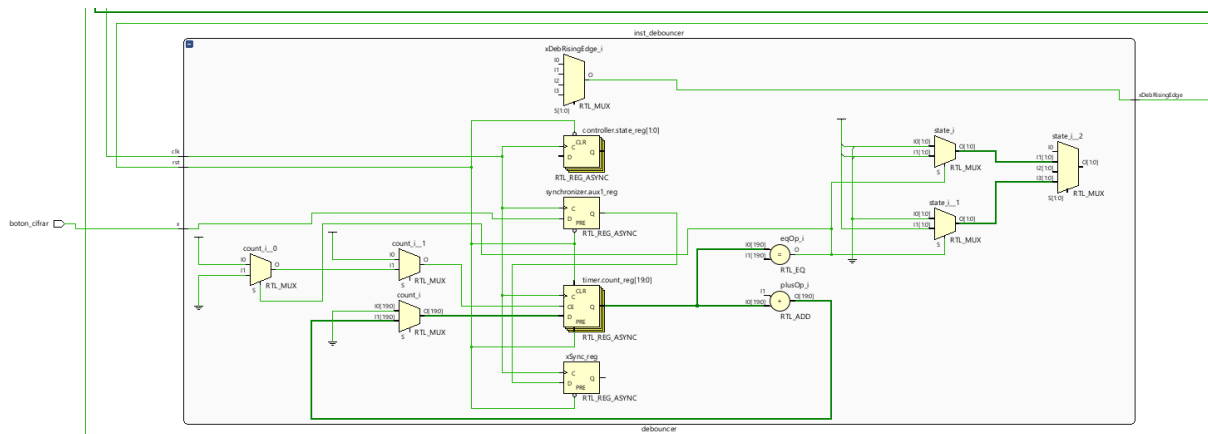 inst_debouncer
xDebRisingEdge_i
I0
I1
I2
I3
S[1:0]
O
RTL_MUX
xDebRisingEdge
controller.state_reg[1:0]
CLR
C
D
RTL_REG_ASYNC
state_i
I0[1:0]
I1[1:0]
S
O[1:0]
RTL_MUX
state_i__2
I0
I1[1:0]
I2[1:0]
I3[1:0]
S[1:0]
O[1:0]
RTL_MUX
clk
rst
synchronizer.aux1_reg
C
D
Q
PRE
RTL_REG_ASYNC
state_i__1
I0[1:0]
I1[1:0]
S
O[1:0]
RTL_MUX
boton_cifrar
x
count_i__0
I0
I1
S
O
RTL_MUX
count_i__1
I0
I1
S
O
RTL_MUX
eqOp_i
I0[19:0]
I1[19:0]
=
O
RTL_EQ
timer.count_reg[19:0]
CLR
C
CE
D
Q
PRE
RTL_REG_ASYNC
count_i
I0[19:0]
I1[19:0]
S
O[19:0]
RTL_MUX
plusOp_i
I1
I0[19:0]
+
O[19:0]
RTL_ADD
xSync_reg
C
D
Q
PRE
RTL_REG_ASYNC
debouncer